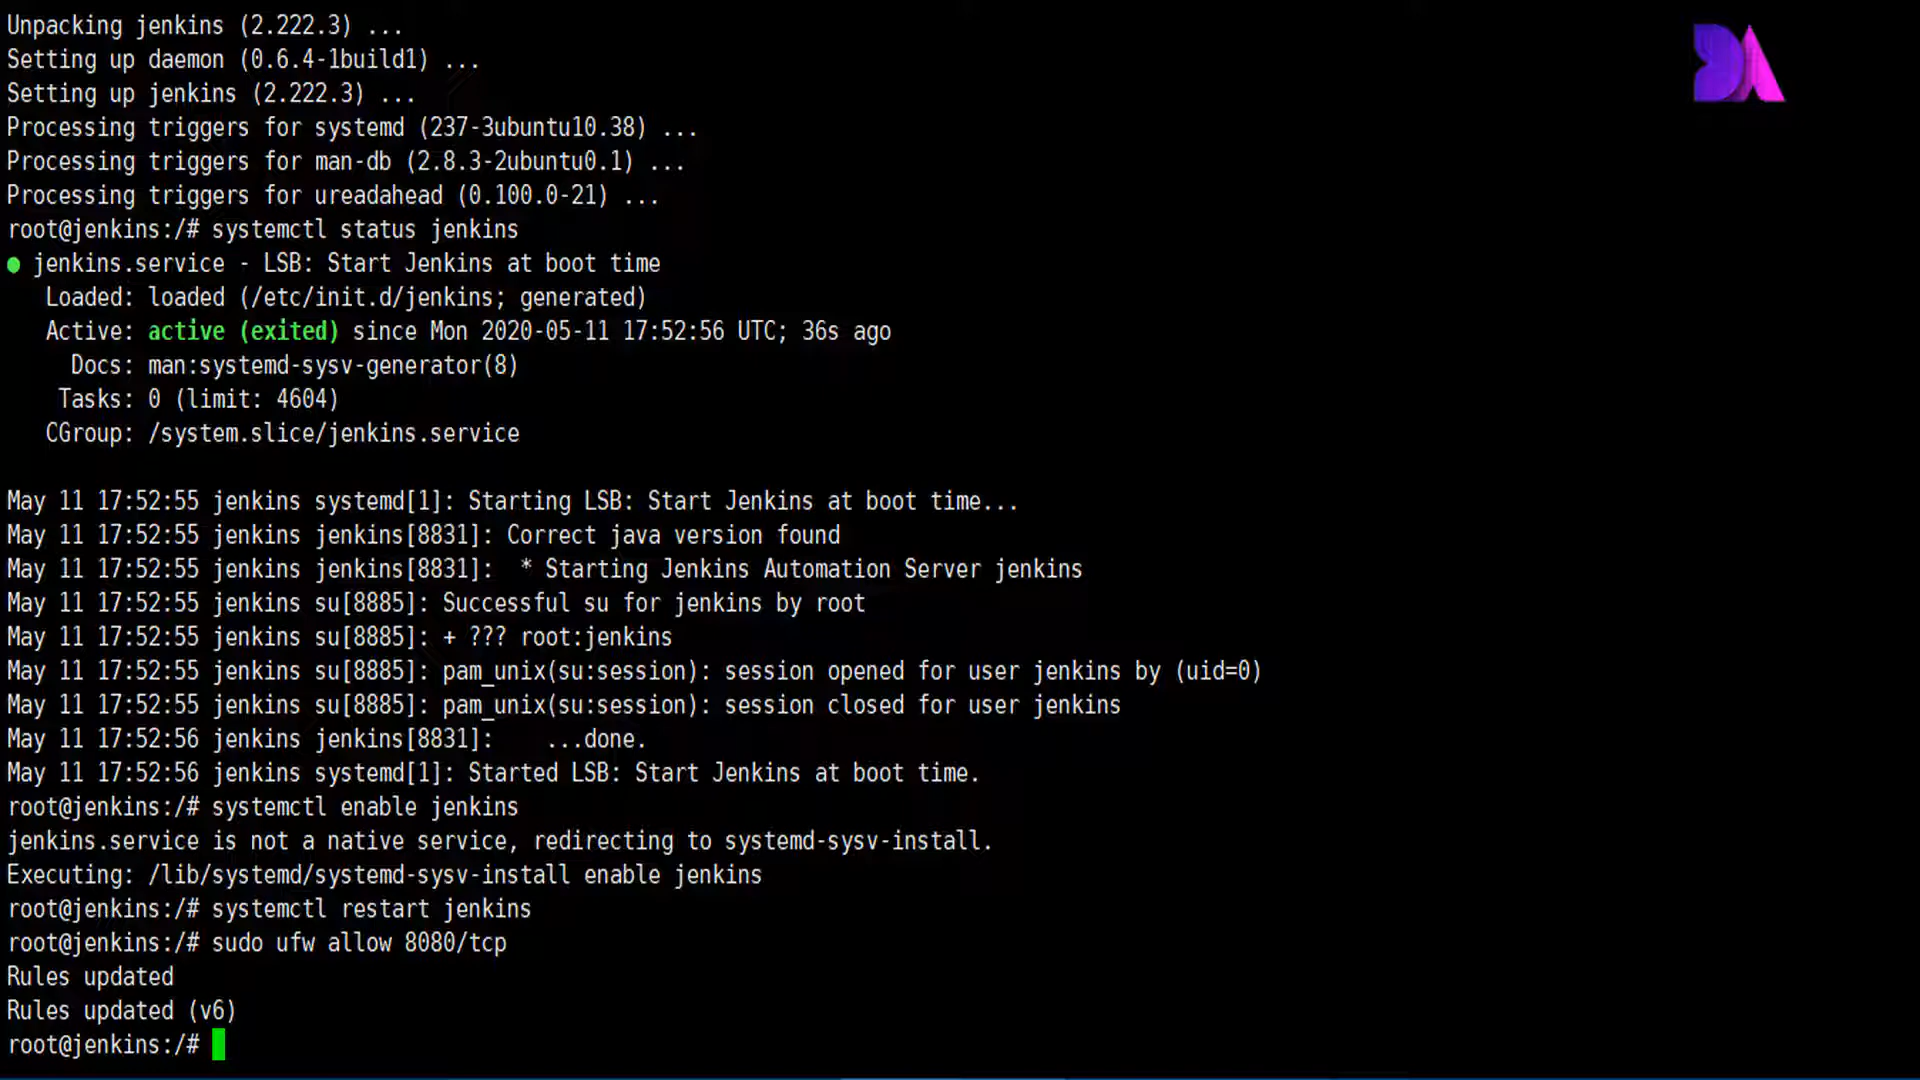 Unpacking jenkins (2.222.3) ...
Setting up daemon (0.6.4-1build1) ...
Setting up jenkins (2.222.3) ...
Processing triggers for systemd (237-3ubuntu10.38) ...
Processing triggers for man-db (2.8.3-2ubuntu0.1) ...
Processing triggers for ureadahead (0.100.0-21) ...
root@jenkins:/# systemctl status jenkins
● jenkins.service - LSB: Start Jenkins at boot time
   Loaded: loaded (/etc/init.d/jenkins; generated)
   Active: active (exited) since Mon 2020-05-11 17:52:56 UTC; 36s ago
     Docs: man:systemd-sysv-generator(8)
    Tasks: 0 (limit: 4604)
   CGroup: /system.slice/jenkins.service

May 11 17:52:55 jenkins systemd[1]: Starting LSB: Start Jenkins at boot time...
May 11 17:52:55 jenkins jenkins[8831]: Correct java version found
May 11 17:52:55 jenkins jenkins[8831]:  * Starting Jenkins Automation Server jenkins
May 11 17:52:55 jenkins su[8885]: Successful su for jenkins by root
May 11 17:52:55 jenkins su[8885]: + ??? root:jenkins
May 11 17:52:55 jenkins su[8885]: pam_unix(su:session): session opened for user jenkins by (uid=0)
May 11 17:52:55 jenkins su[8885]: pam_unix(su:session): session closed for user jenkins
May 11 17:52:56 jenkins jenkins[8831]:    ...done.
May 11 17:52:56 jenkins systemd[1]: Started LSB: Start Jenkins at boot time.
root@jenkins:/# systemctl enable jenkins
jenkins.service is not a native service, redirecting to systemd-sysv-install.
Executing: /lib/systemd/systemd-sysv-install enable jenkins
root@jenkins:/# systemctl restart jenkins
root@jenkins:/# sudo ufw allow 8080/tcp
Rules updated
Rules updated (v6)
root@jenkins:/#
DA